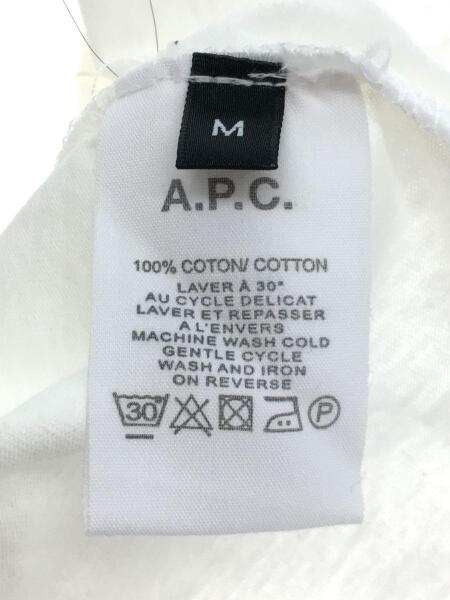 M
A.P.C.
100% COTON/ COTTON
LAVER À 30°
AU CYCLE DELICAT
LAVER ET REPASSER
A L'ENVERS
MACHINE WASH COLD
GENTLE CYCLE
WASH AND IRON
ON REVERSE
30 P